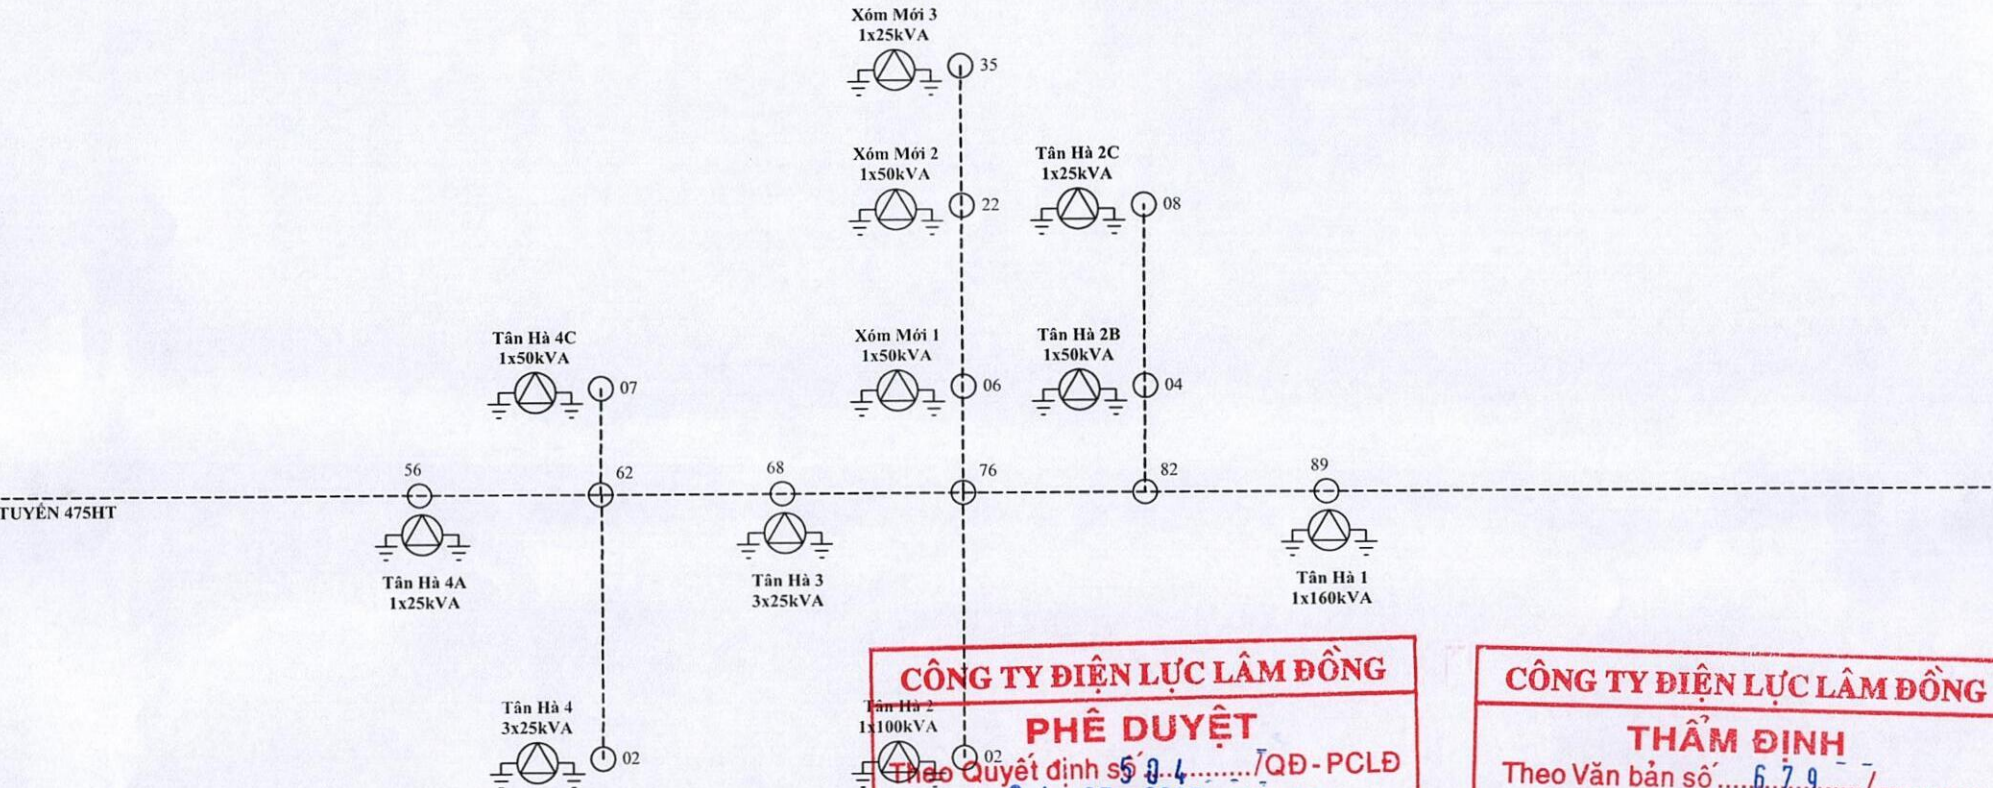 Xóm Mới 3
1x25kVA
35
Xóm Mới 2
1x50kVA
22
Tân Hà 2C
1x25kVA
08
Tân Hà 4C
1x50kVA
07
Xóm Mới 1
1x50kVA
06
Tân Hà 2B
1x50kVA
04
56
62
68
76
82
89
TUYẾN 475HT
Tân Hà 4A
1x25kVA
Tân Hà 3
3x25kVA
Tân Hà 1
1x160kVA
Tân Hà 4
3x25kVA
02
Tân Hà 2
1x100kVA
02
CÔNG TY ĐIỆN LỰC LÂM ĐỒNG
PHÊ DUYỆT
Theo Quyết định số 504 /QĐ-PCLĐ
CÔNG TY ĐIỆN LỰC LÂM ĐỒNG
THẨM ĐỊNH
Theo Văn bản số 679 /